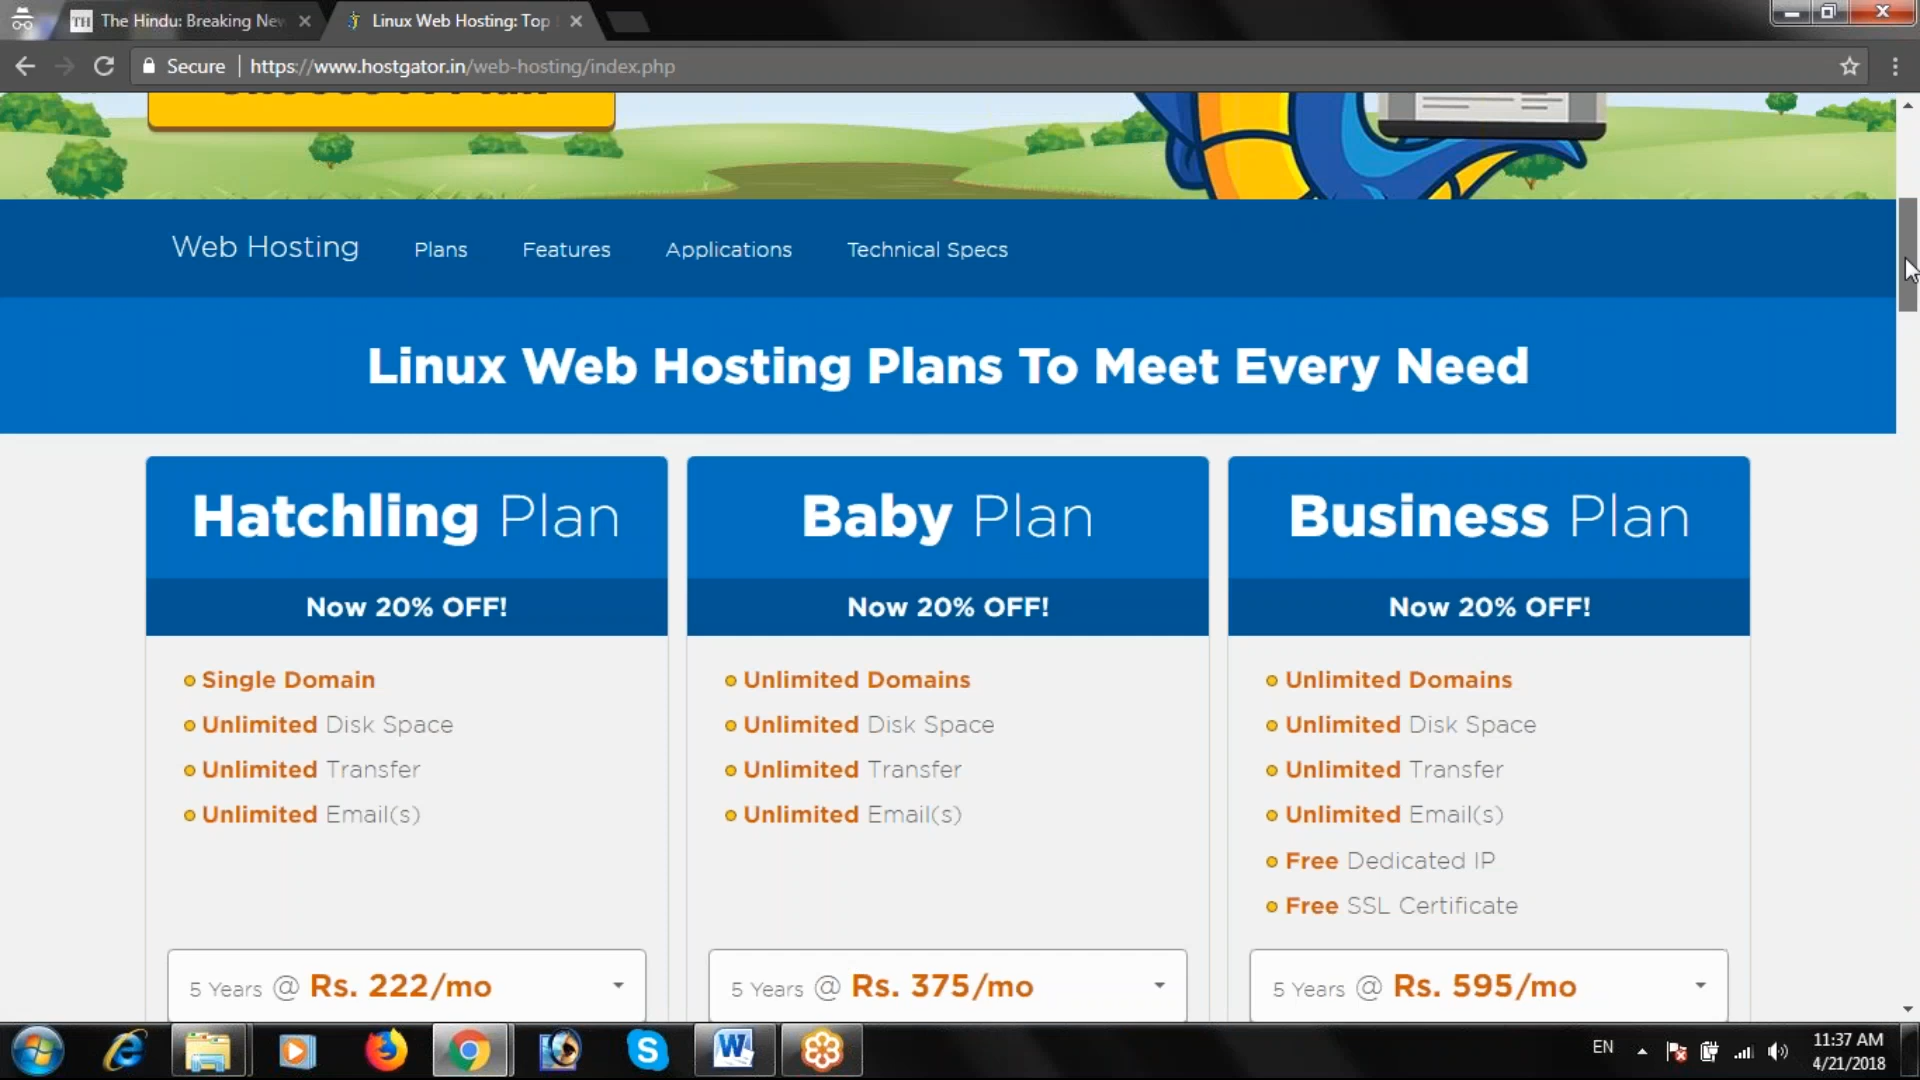 TH The Hindu: Breaking Nev
Linux Web Hosting: Top
Secure https://www.hostgator.in/web-hosting/index.php
Web Hosting Plans Features Applications Technical Specs
Linux Web Hosting Plans To Meet Every Need
Hatchling Plan
Now 20% OFF!
Single Domain
Unlimited Disk Space
Unlimited Transfer
Unlimited Email(s)
5 Years @ Rs. 222/mo
Baby Plan
Now 20% OFF!
Unlimited Domains
Unlimited Disk Space
Unlimited Transfer
Unlimited Email(s)
5 Years @ Rs. 375/mo
Business Plan
Now 20% OFF!
Unlimited Domains
Unlimited Disk Space
Unlimited Transfer
Unlimited Email(s)
Free Dedicated IP
Free SSL Certificate
5 Years @ Rs. 595/mo
EN
11:37 AM
4/21/2018